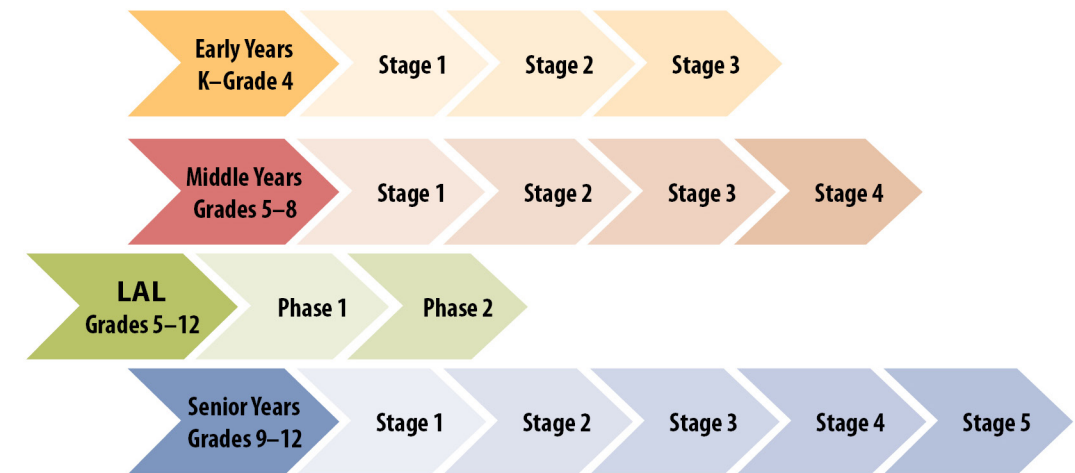 Early Years
K–Grade 4
Stage 1
Stage 2
Stage 3
Middle Years
Grades 5–8
Stage 1
Stage 2
Stage 3
Stage 4
LAL
Grades 5–12
Phase 1
Phase 2
Senior Years
Grades 9–12
Stage 1
Stage 2
Stage 3
Stage 4
Stage 5